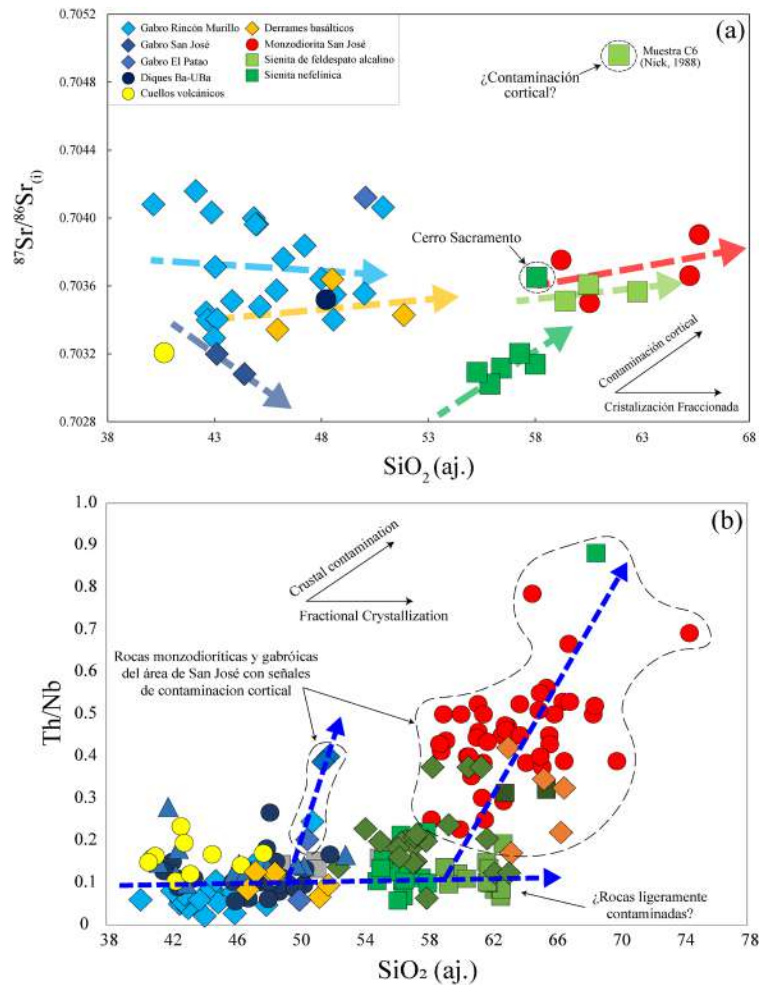 (a)
0.7052
0.7048
0.7044
0.7040
0.7036
0.7032
0.7028
87Sr/86Sr(i)
Gabro Rincón Murillo
Gabro San José
Gabro El Patao
Diques Ba-UBa
Cuellos volcánicos
Derrames basálticos
Monzodiorita San José
Sienita de feldespato alcalino
Sienita nefelínica
Muestra C6
(Nick, 1988)
¿Contaminación
cortical?
Cerro Sacramento
Contaminación cortical
Cristalización Fraccionada
38 43 48 53 58 63 68
SiO2 (aj.)
(b)
1.0
0.9
0.8
0.7
0.6
0.5
0.4
0.3
0.2
0.1
0
Th/Nb
Crustal contamination
Fractional Crystallization
Rocas monzodioríticas y gabróicas
del área de San José con señales
de contaminacion cortical
¿Rocas ligeramente
contaminadas?
38 42 46 50 54 58 62 66 70 74 78
SiO2 (aj.)